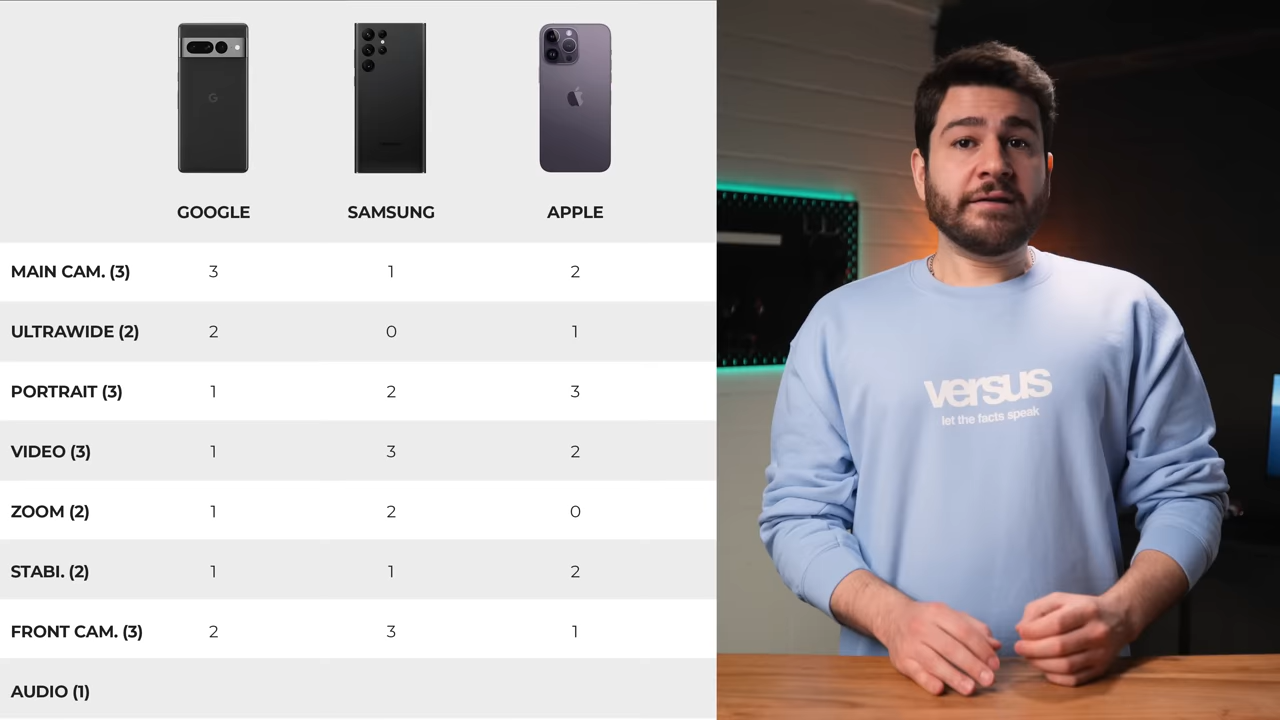 GOOGLE SAMSUNG APPLE
MAIN CAM. (3) 3 1 2
ULTRAWIDE (2) 2 0 1
PORTRAIT (3) 1 2 3
VIDEO (3) 1 3 2
ZOOM (2) 1 2 0
STABI. (2) 1 1 2
FRONT CAM. (3) 2 3 1
AUDIO (1)
versus
let the facts speak